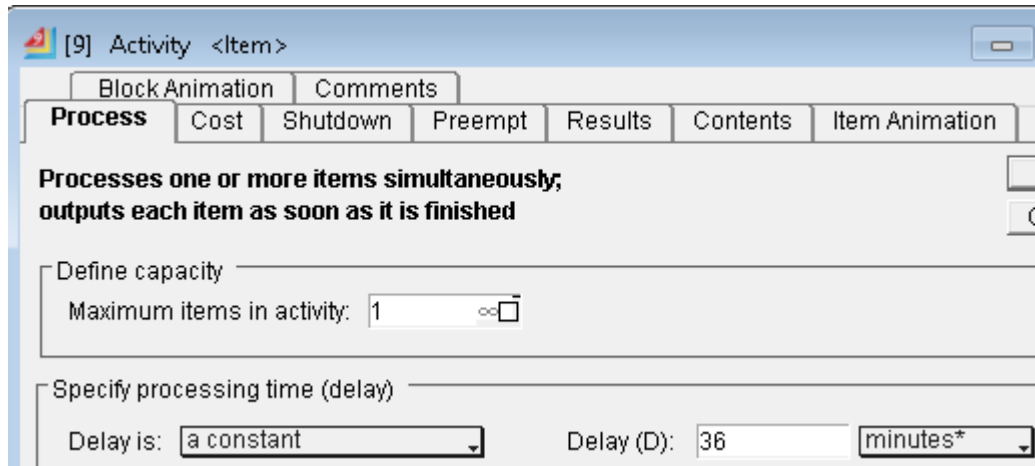 [9] Activity <Item>
Block Animation Comments
Process Cost Shutdown Preempt Results Contents Item Animation
Processes one or more items simultaneously;
outputs each item as soon as it is finished
Define capacity
Maximum items in activity: 1 ∞
Specify processing time (delay)
Delay is: a constant Delay (D): 36 minutes*